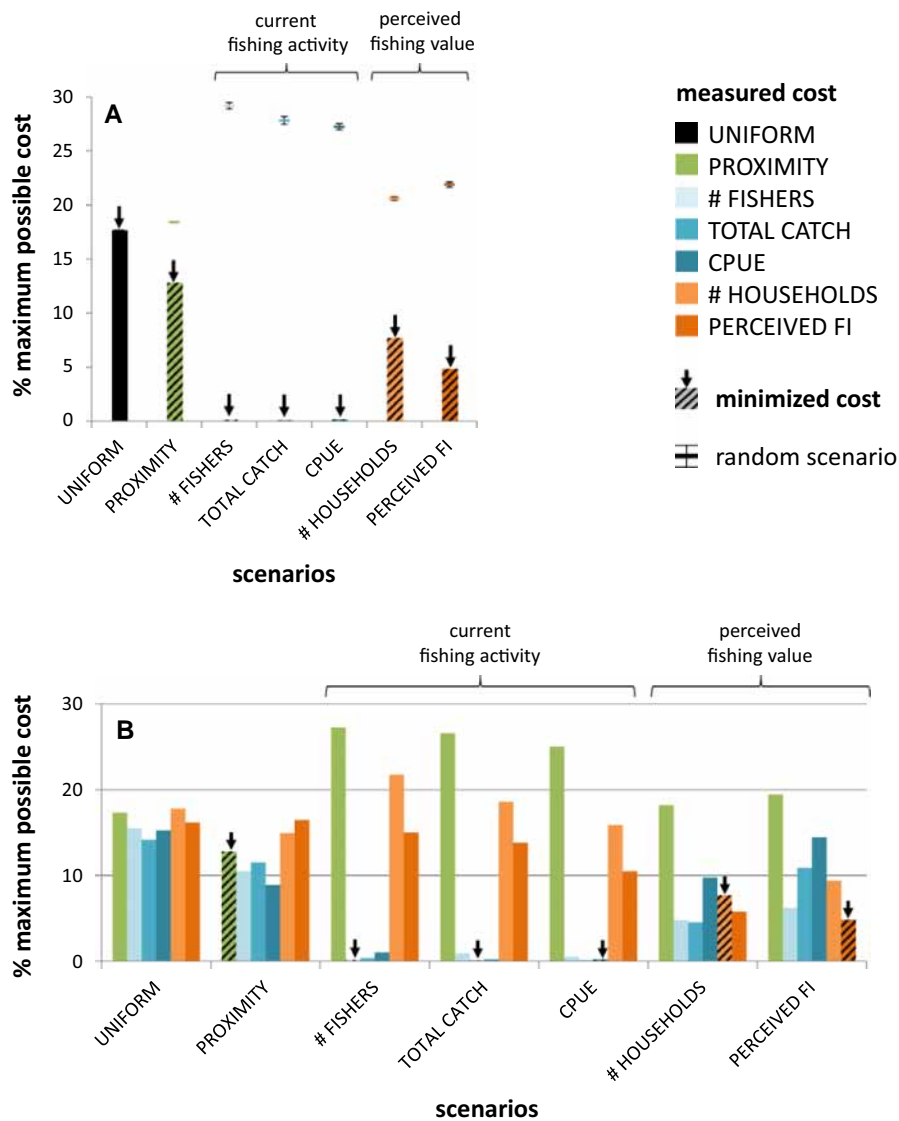 current
fishing activity
perceived
fishing value
A
30
25
20
15
10
5
0
% maximum possible cost
UNIFORM
PROXIMITY
# FISHERS
TOTAL CATCH
CPUE
# HOUSEHOLDS
PERCEIVED FI
scenarios
measured cost
UNIFORM
PROXIMITY
# FISHERS
TOTAL CATCH
CPUE
# HOUSEHOLDS
PERCEIVED FI
minimized cost
random scenario
current
fishing activity
perceived
fishing value
B
30
20
10
0
% maximum possible cost
UNIFORM
PROXIMITY
# FISHERS
TOTAL CATCH
CPUE
# HOUSEHOLDS
PERCEIVED FI
scenarios